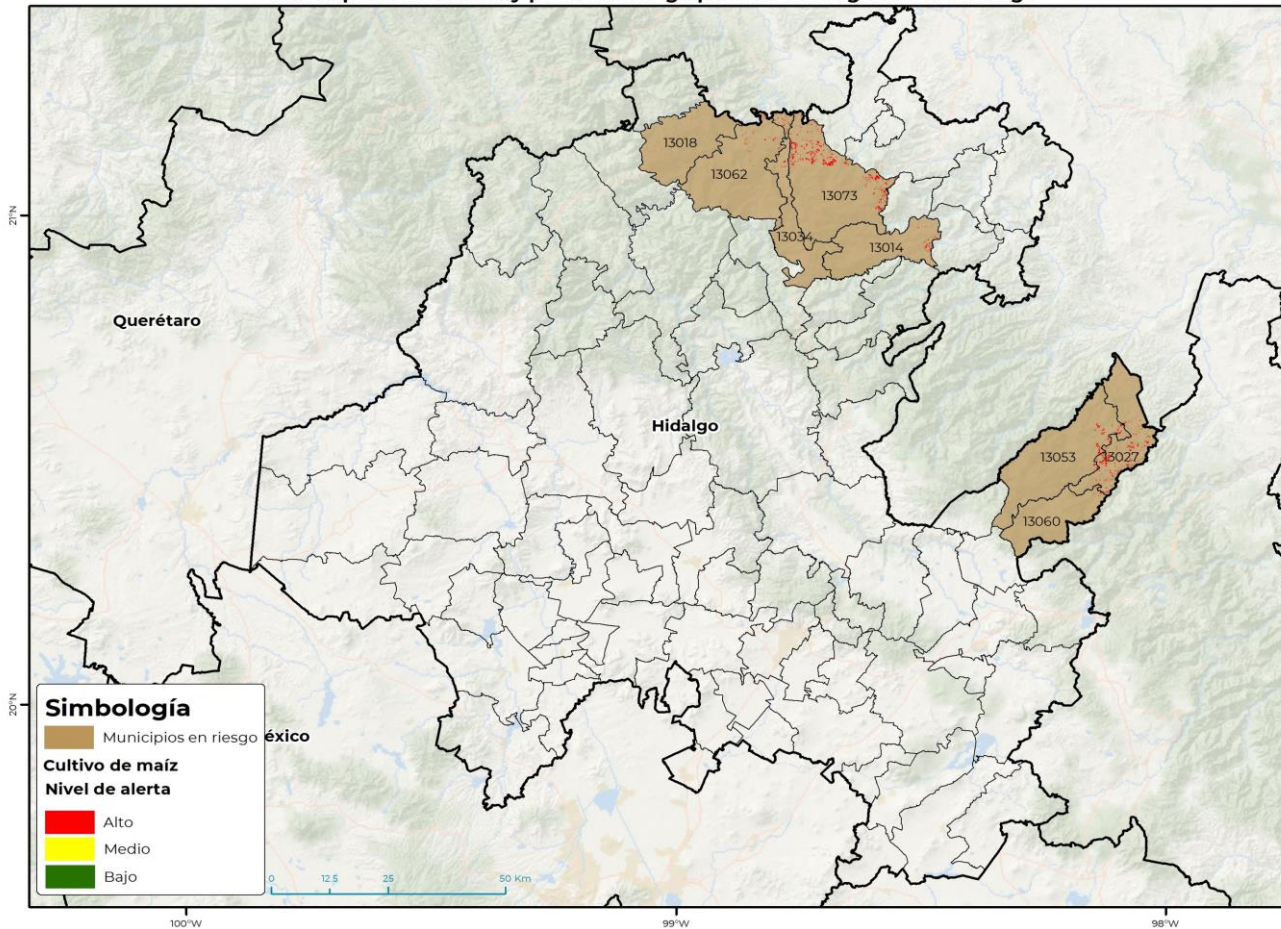 13018
13062
13073
13034
13014
Querétaro
Hidalgo
13053
13027
13060
21°N
20°N
Simbología
Municipios en riesgo
éxico
Cultivo de maíz
Nivel de alerta
Alto
Medio
Bajo
0 12.5 25 50 Km
100°W 99°W 98°W